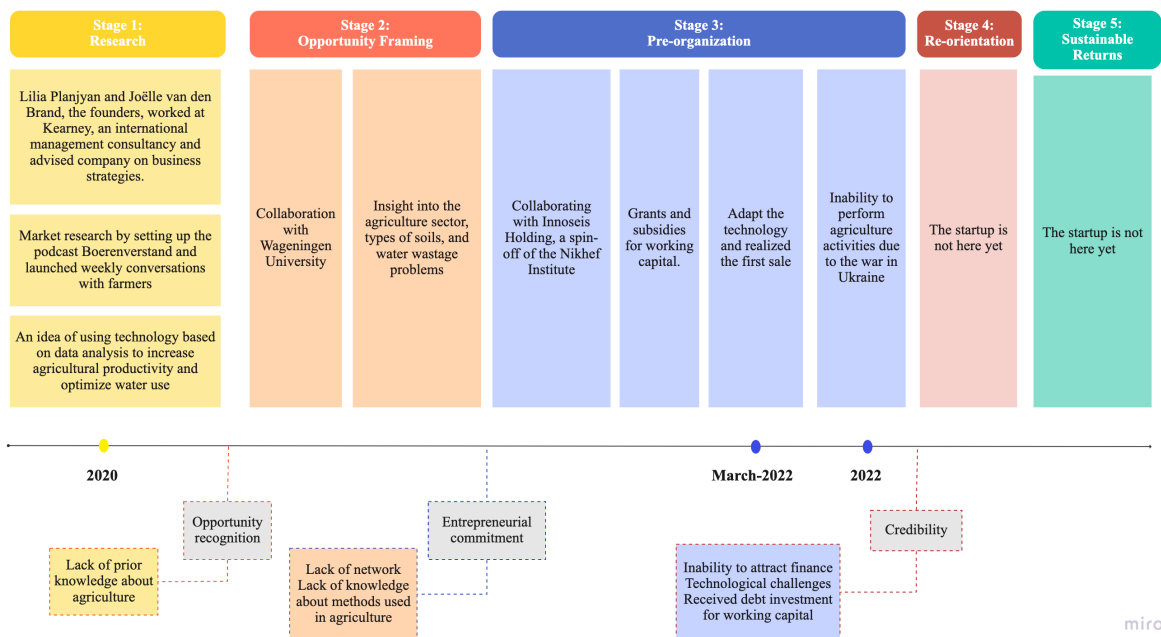 Stage 1:
Research
Stage 2:
Opportunity Framing
Stage 3:
Pre-organization
Stage 4:
Re-orientation
Stage 5:
Sustainable
Returns
Lilia Planjyan and Joëlle van den
Brand, the founders, worked at
Kearney, an international
management consultancy and
advised company on business
strategies.
Market research by setting up the
podcast Boerenverstand and
launched weekly conversations
with farmers
An idea of using technology based
on data analysis to increase
agricultural productivity and
optimize water use
Collaboration
with
Wageningen
University
Insight into the
agriculture sector,
types of soils, and
water wastage
problems
Collaborating
with Innoseis
Holding, a spin-
off of the Nikhef
Institute
Grants and
subsidies
for working
capital.
Adapt the
technology
and realized
the first sale
Inability to
perform
agriculture
activities due
to the war in
Ukraine
The startup is
not here yet
The startup is not
here yet
2020
March-2022
2022
Opportunity
recognition
Lack of prior
knowledge about
agriculture
Entrepreneurial
commitment
Lack of network
Lack of knowledge
about methods used
in agriculture
Credibility
Inability to attract finance
Technological challenges
Received debt investment
for working capital
miro